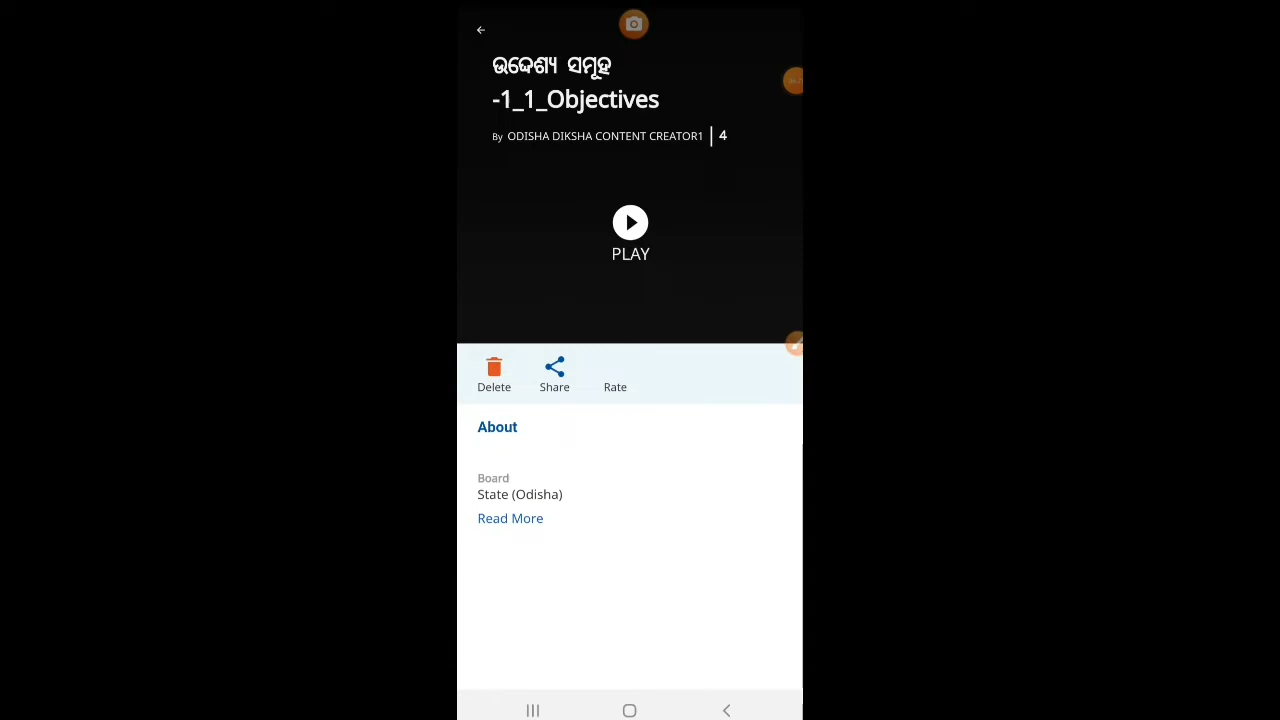 ଉଦ୍ଦେଶ୍ୟ ସମୂହ
-1_1_Objectives
By ODISHA DIKSHA CONTENT CREATOR1 | 4
PLAY
Delete Share Rate
About
Board
State (Odisha)
Read More